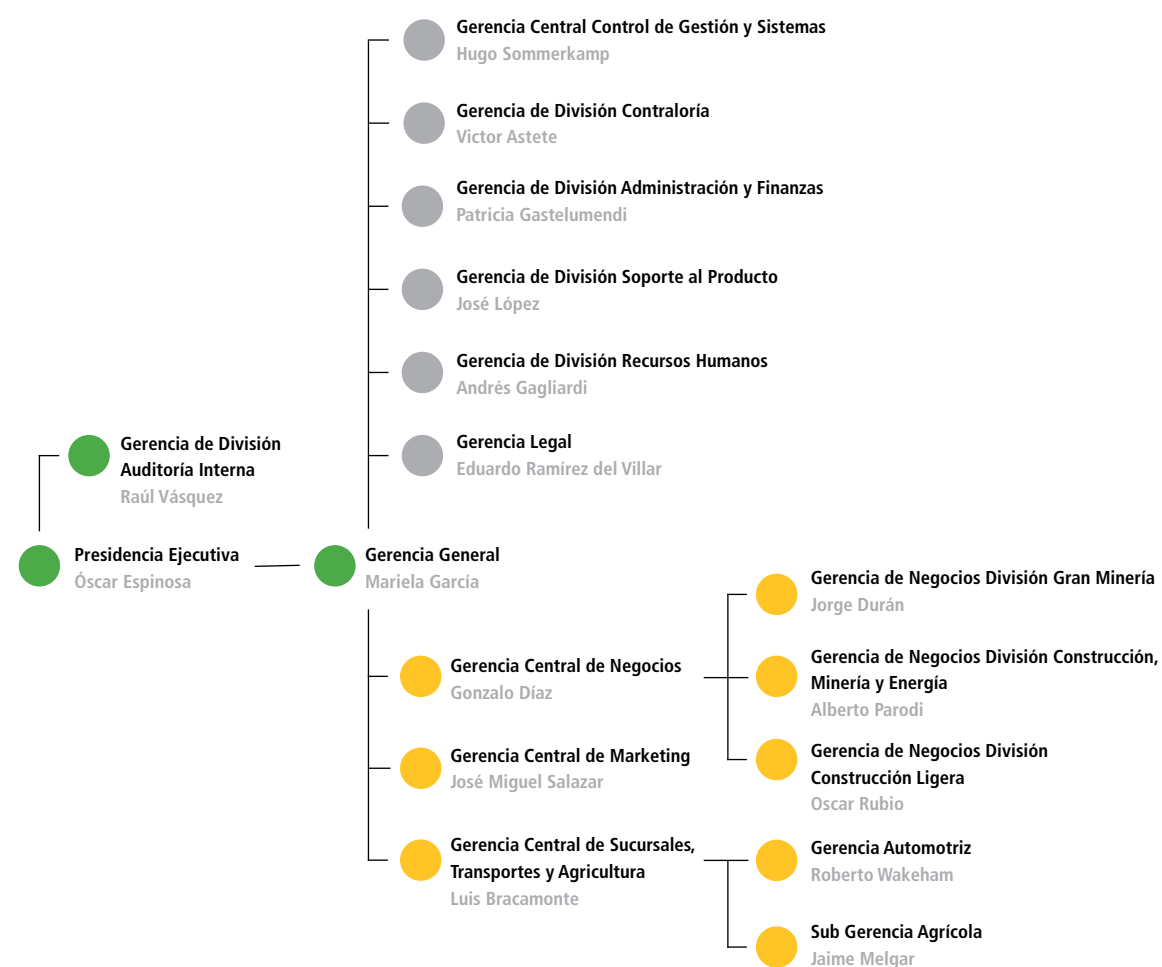 Gerencia Central Control de Gestión y Sistemas
Hugo Sommerkamp
Gerencia de División Contraloría
Victor Astete
Gerencia de División Administración y Finanzas
Patricia Gastelumendi
Gerencia de División Soporte al Producto
José López
Gerencia de División Recursos Humanos
Andrés Gagliardi
Gerencia Legal
Eduardo Ramírez del Villar
Gerencia de División
Auditoría Interna
Raúl Vásquez
Presidencia Ejecutiva
Óscar Espinosa
Gerencia General
Mariela García
Gerencia Central de Negocios
Gonzalo Díaz
Gerencia de Negocios División Gran Minería
Jorge Durán
Gerencia de Negocios División Construcción,
Minería y Energía
Alberto Parodi
Gerencia de Negocios División
Construcción Ligera
Oscar Rubio
Gerencia Central de Marketing
José Miguel Salazar
Gerencia Central de Sucursales,
Transportes y Agricultura
Luis Bracamonte
Gerencia Automotriz
Roberto Wakeham
Sub Gerencia Agrícola
Jaime Melgar